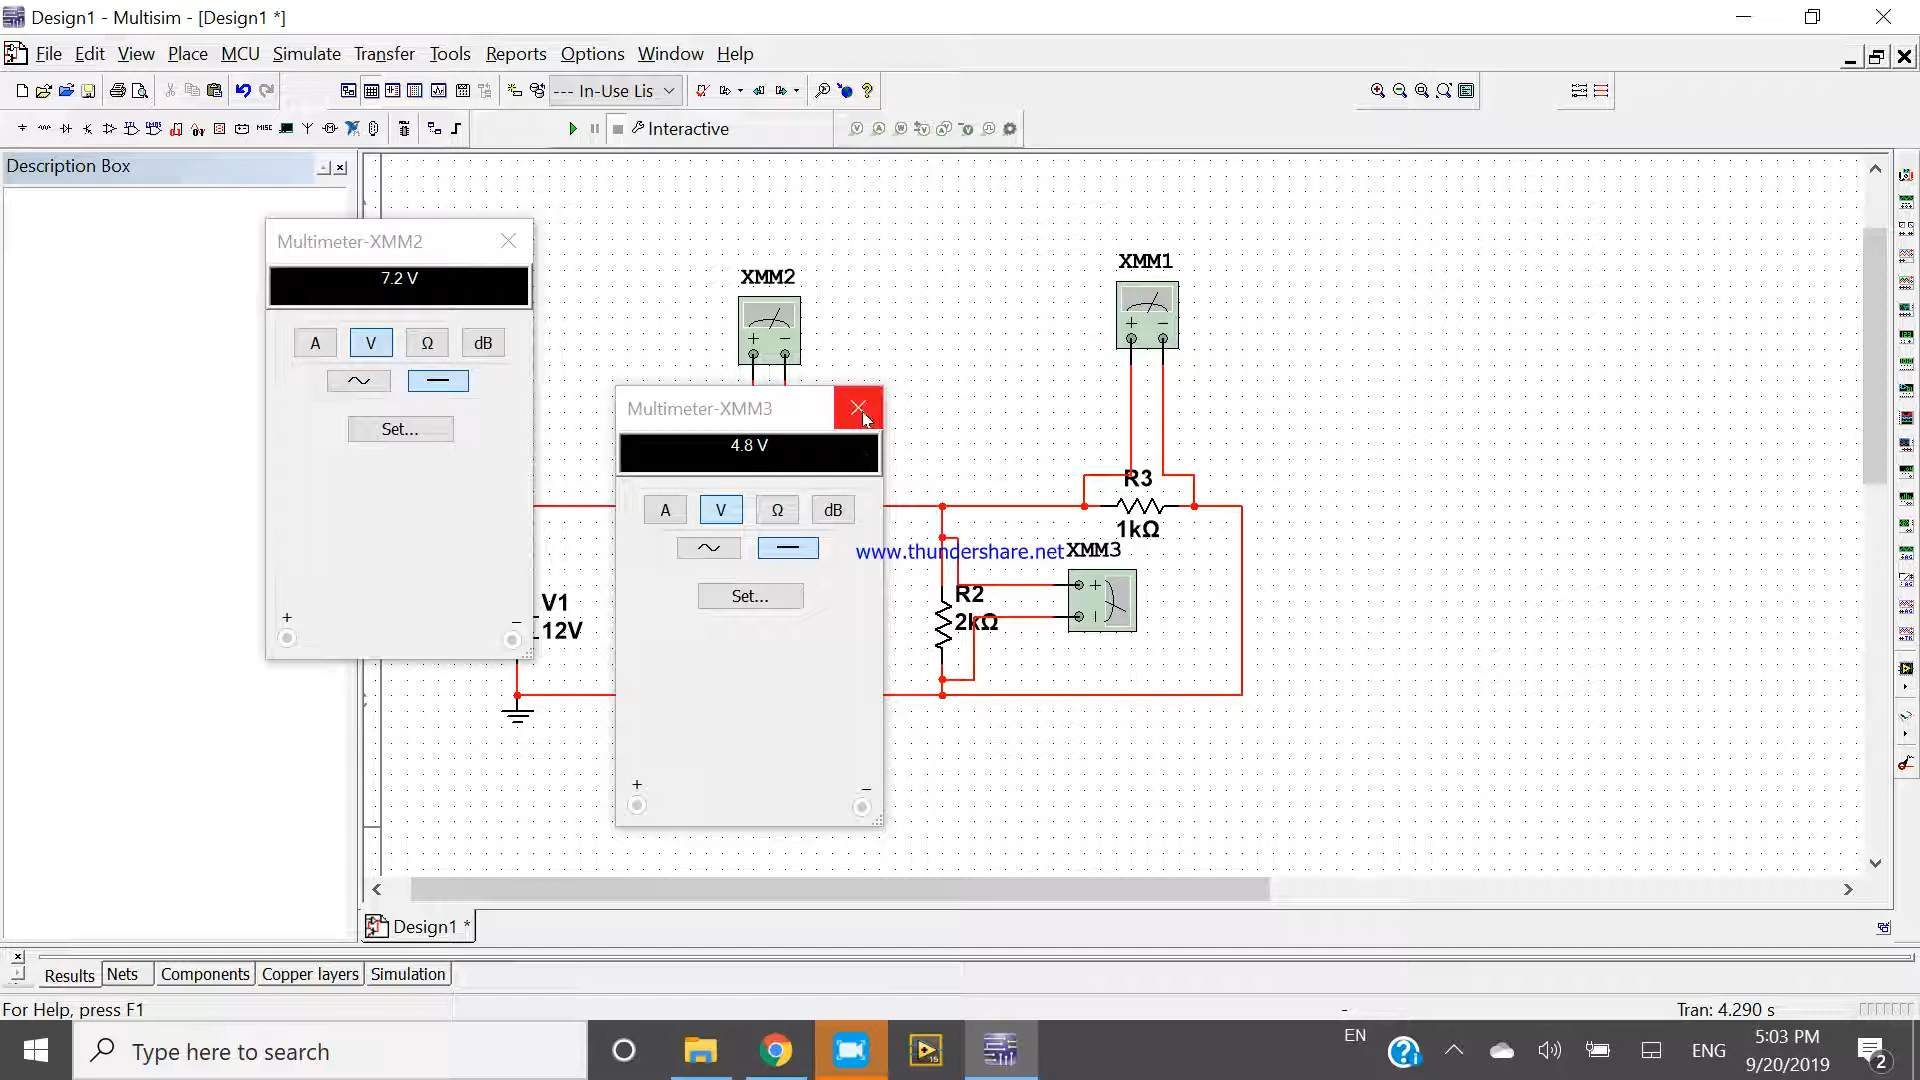 Design1 - Multisim - [Design1 *]
File Edit View Place MCU Simulate Transfer Tools Reports Options Window Help
--- In-Use Lis
Interactive
Description Box
Multimeter-XMM2
7.2 V
A V Ω dB
Set...
+ −
XMM2
+ −
XMM1
+ −
Multimeter-XMM3
4.8 V
A V Ω dB
Set...
+ −
R3
1kΩ
www.thundershare.net
XMM3
V1
12V
R2
2kΩ
Design1 *
Results Nets Components Copper layers Simulation
For Help, press F1
Tran: 4.290 s
Type here to search
EN
ENG
5:03 PM
9/20/2019
2